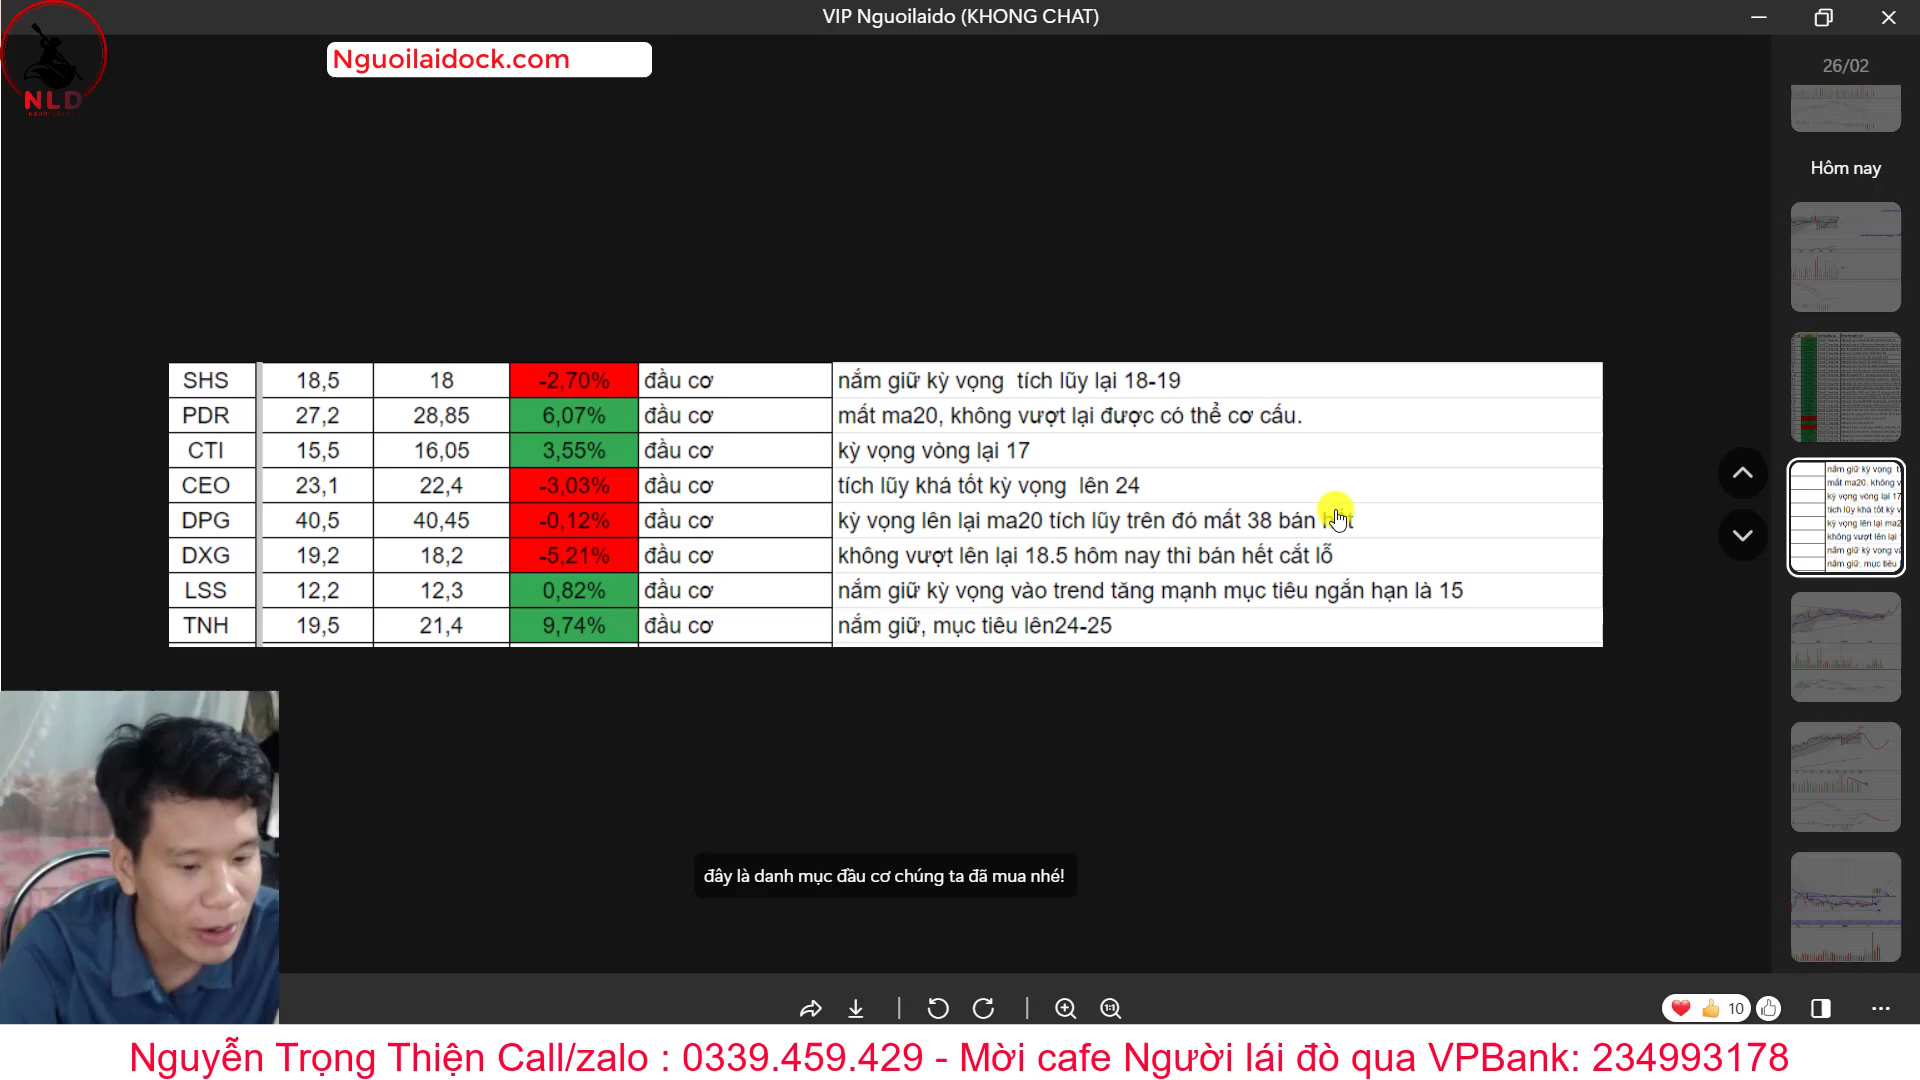 VIP Nguoilaido (KHONG CHAT)
Nguoilaidock.com
NLD
26/02
Hôm nay
SHS 18,5 18 -2,70% đầu cơ nắm giữ kỳ vọng tích lũy lại 18-19
PDR 27,2 28,85 6,07% đầu cơ mất ma20, không vượt lại được có thể cơ cấu.
CTI 15,5 16,05 3,55% đầu cơ kỳ vọng vòng lại 17
CEO 23,1 22,4 -3,03% đầu cơ tích lũy khá tốt kỳ vọng lên 24
DPG 40,5 40,45 -0,12% đầu cơ kỳ vọng lên lại ma20 tích lũy trên đó mất 38 bán hết
DXG 19,2 18,2 -5,21% đầu cơ không vượt lên lại 18.5 hôm nay thì bán hết cắt lỗ
LSS 12,2 12,3 0,82% đầu cơ nắm giữ kỳ vọng vào trend tăng mạnh mục tiêu ngắn hạn là 15
TNH 19,5 21,4 9,74% đầu cơ nắm giữ, mục tiêu lên24-25
đây là danh mục đầu cơ chúng ta đã mua nhé!
10
Nguyễn Trọng Thiện Call/zalo : 0339.459.429 - Mời cafe Người lái đò qua VPBank: 234993178